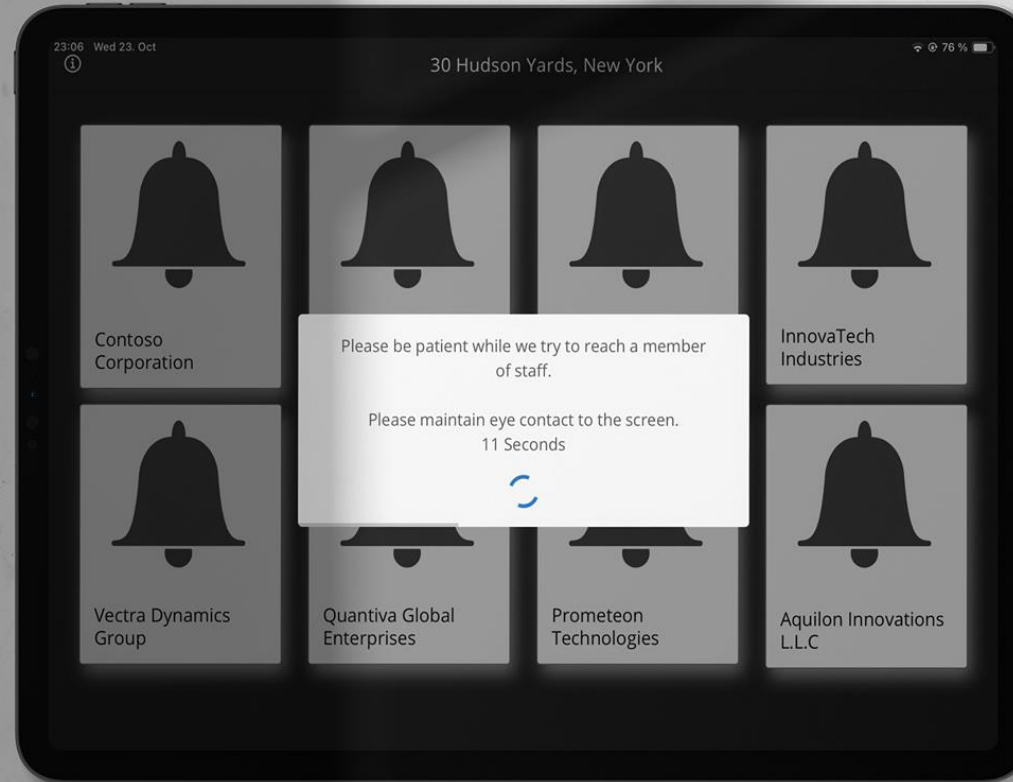 23:06 Wed 23. Oct
76 %
30 Hudson Yards, New York
Contoso
Corporation
InnovaTech
Industries
Please be patient while we try to reach a member
of staff.
Please maintain eye contact to the screen.
11 Seconds
Vectra Dynamics
Group
Quantiva Global
Enterprises
Prometeon
Technologies
Aquilon Innovations
L.L.C